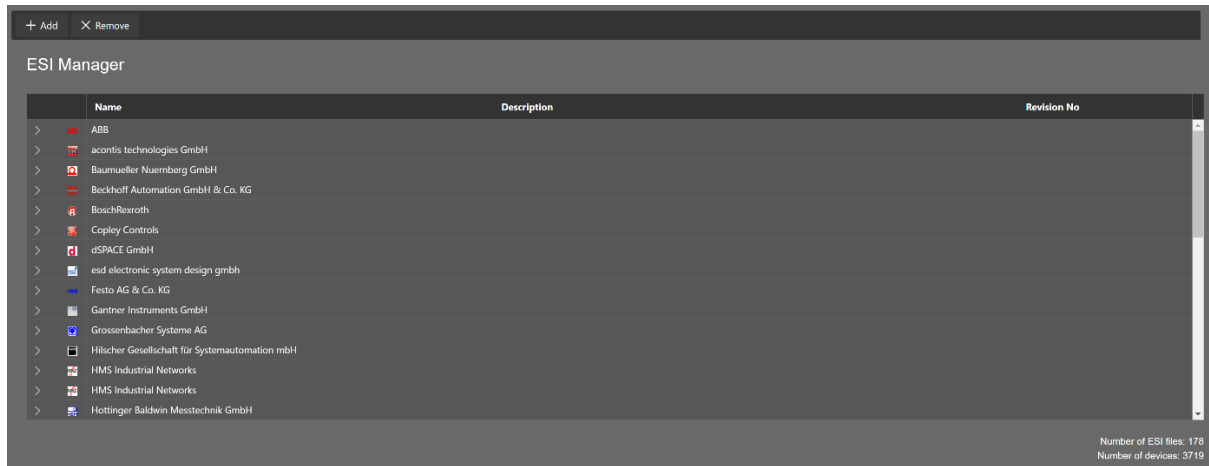 + Add X Remove
ESI Manager
Name Description Revision No
ABB
acontis technologies GmbH
Baumueller Nuernberg GmbH
Beckhoff Automation GmbH & Co. KG
BoschRexroth
Copley Controls
dSPACE GmbH
esd electronic system design gmbh
Festo AG & Co. KG
Gantner Instruments GmbH
Grossenbacher Systeme AG
Hilscher Gesellschaft für Systemautomation mbH
HMS Industrial Networks
HMS Industrial Networks
Hottinger Baldwin Messtechnik GmbH
Number of ESI files: 178
Number of devices: 3719